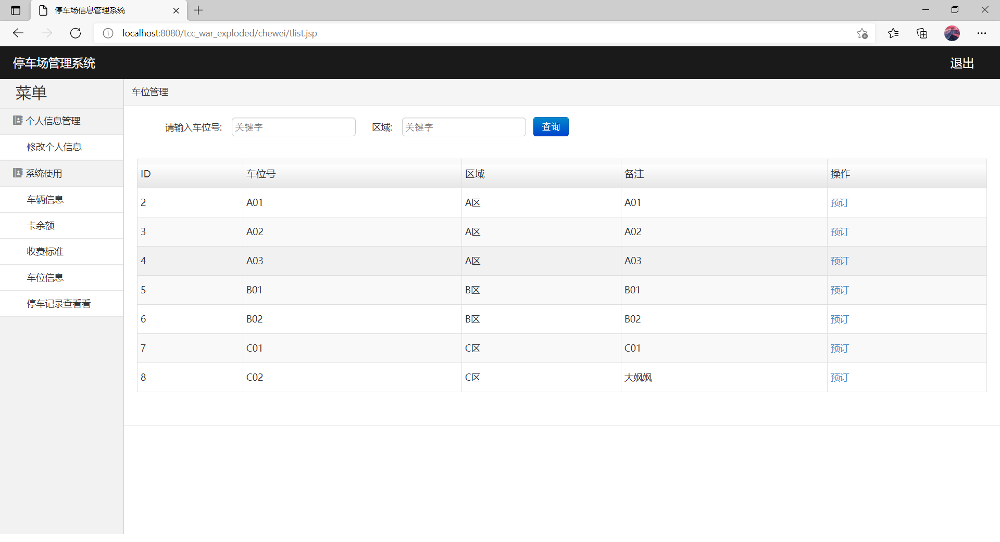 停车场信息管理系统
localhost:8080/tcc_war_exploded/chewei/tlist.jsp
停车场管理系统 退出
菜单
个人信息管理
修改个人信息
系统使用
车辆信息
卡余额
收费标准
车位信息
停车记录查看看
车位管理
请输入车位号: 关键字 区域: 关键字 查询
ID 车位号 区域 备注 操作
2 A01 A区 A01 预订
3 A02 A区 A02 预订
4 A03 A区 A03 预订
5 B01 B区 B01 预订
6 B02 B区 B02 预订
7 C01 C区 C01 预订
8 C02 C区 大飒飒 预订